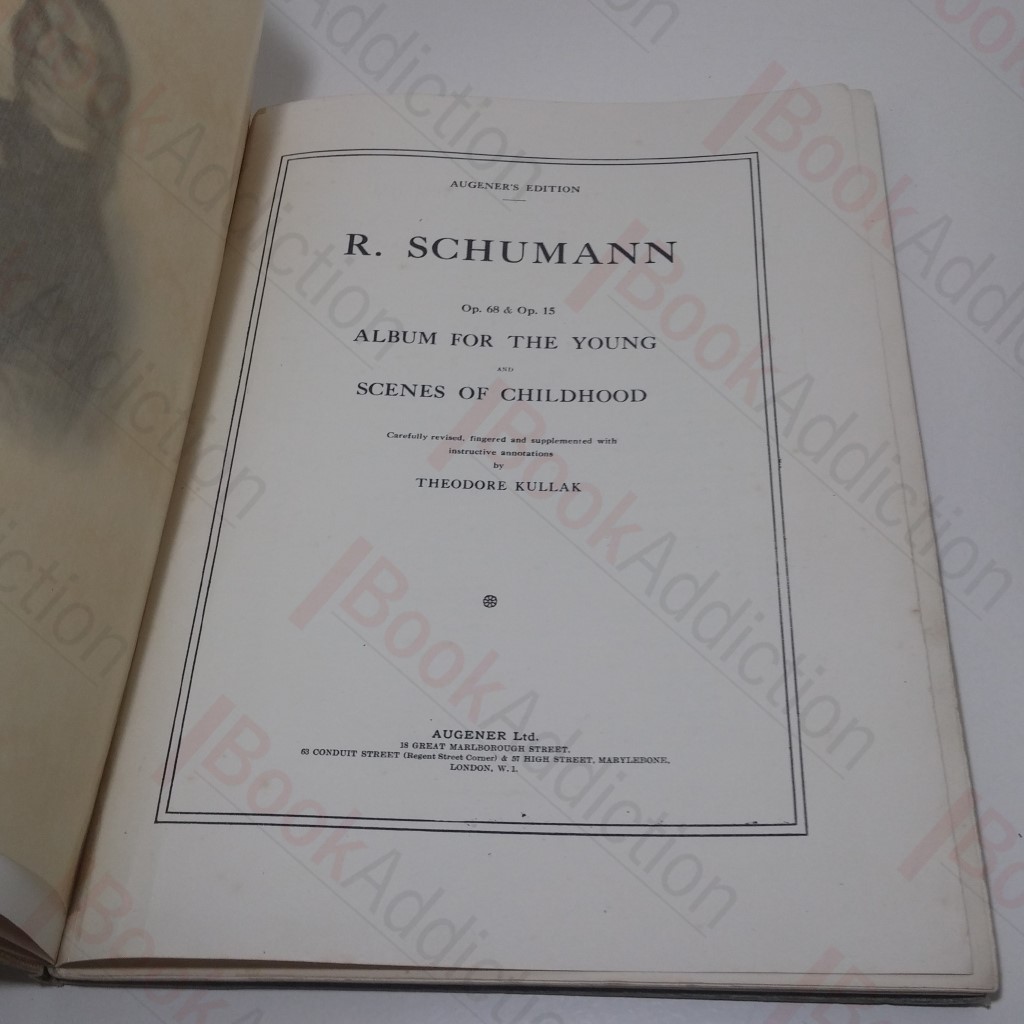 AUGENER'S EDITION
R. SCHUMANN
Op. 68 & Op. 15
ALBUM FOR THE YOUNG
AND
SCENES OF CHILDHOOD
Carefully revised, fingered and supplemented with
instructive annotations
by
THEODORE KULLAK
AUGENER Ltd.
18 GREAT MARLBOROUGH STREET,
63 CONDUIT STREET (Regent Street Corner) & 57 HIGH STREET, MARYLEBONE,
LONDON, W. 1.
BookAddiction